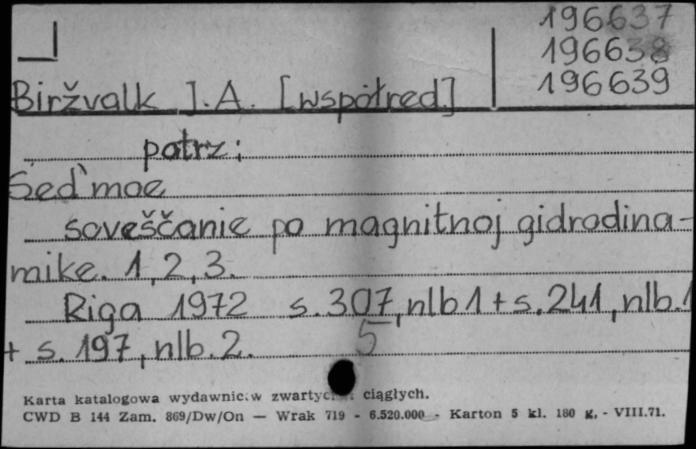 196637
196638
196639
Biržvalk J.A. [współred.]
patrz:
Sed'moe
soveščanie po magnitnoj gidrodina-
mike. 1, 2, 3.
Riga 1972 s. 307, nlb 1 + s. 241, nlb. 1
+ s. 197, nlb. 2. 5
Karta katalogowa wydawnic.w ciągłych.
CWD B 144 Zam. 869/Dw/On — Wrak 719 - 6.520.000 - Karton 5 kl. 180 g. - VIII.71.